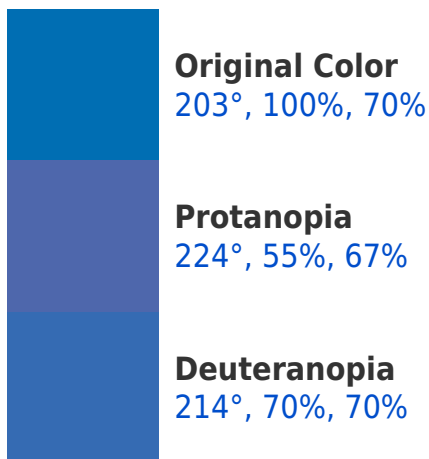 Original Color
203°, 100%, 70%
Protanopia
224°, 55%, 67%
Deuteranopia
214°, 70%, 70%